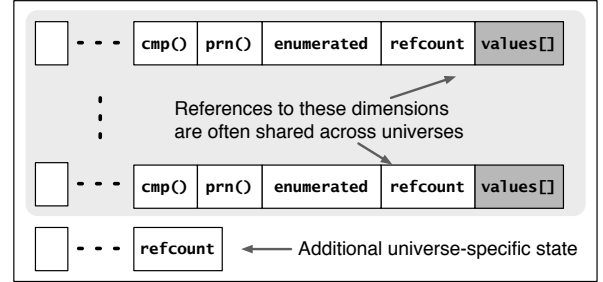 cmp() prn() enumerated refcount values[]
References to these dimensions
are often shared across universes
cmp() prn() enumerated refcount values[]
refcount Additional universe-specific state